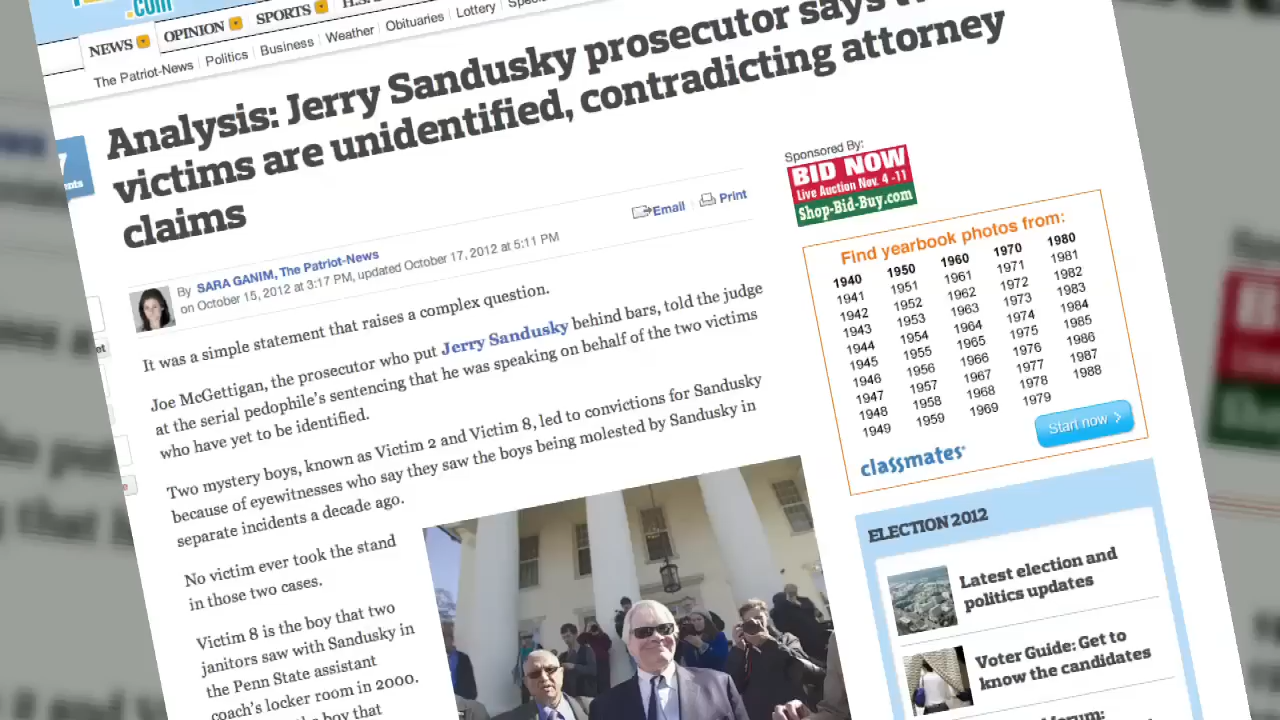 .com
NEWS
OPINION
SPORTS
The Patriot-News
Politics
Business
Weather
Obituaries
Lottery
Analysis: Jerry Sandusky prosecutor says
victims are unidentified, contradicting attorney
claims
By SARA GANIM, The Patriot-News
on October 15, 2012 at 3:17 PM, updated October 17, 2012 at 5:11 PM
Email
Print
It was a simple statement that raises a complex question.
Joe McGettigan, the prosecutor who put Jerry Sandusky behind bars, told the judge
at the serial pedophile's sentencing that he was speaking on behalf of the two victims
who have yet to be identified.
Two mystery boys, known as Victim 2 and Victim 8, led to convictions for Sandusky
because of eyewitnesses who say they saw the boys being molested by Sandusky in
separate incidents a decade ago.
No victim ever took the stand
in those two cases.
Victim 8 is the boy that two
janitors saw with Sandusky in
the Penn State assistant
coach's locker room in 2000.
the boy that
Sponsored By:
BID NOW
Live Auction Nov. 4 -11
Shop-Bid-Buy.com
Find yearbook photos from:
1940 1950 1960 1970 1980
1941 1951 1961 1971 1981
1942 1952 1962 1972 1982
1943 1953 1963 1973 1983
1944 1954 1964 1974 1984
1945 1955 1965 1975 1985
1946 1956 1966 1976 1986
1947 1957 1967 1977 1987
1948 1958 1968 1978 1988
1949 1959 1969 1979
Start now >
classmates
ELECTION 2012
Latest election and
politics updates
Voter Guide: Get to
know the candidates